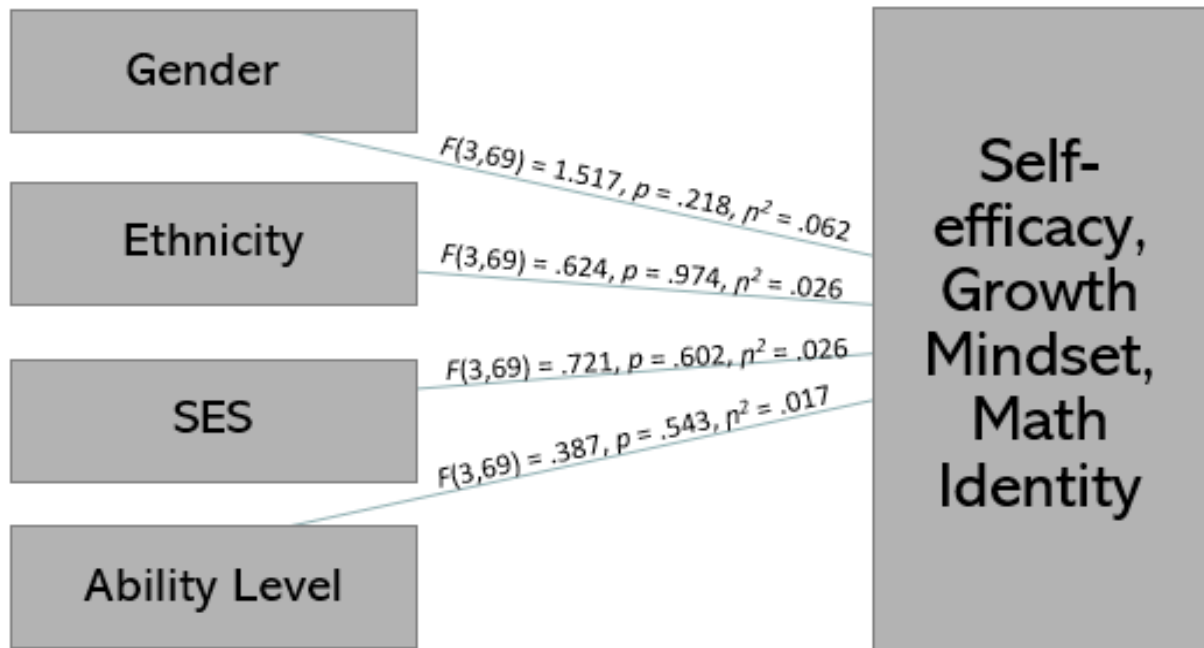 Gender
F(3,69) = 1.517, p = .218, η² = .062
Ethnicity
F(3,69) = .624, p = .974, η² = .026
SES
F(3,69) = .721, p = .602, η² = .026
F(3,69) = .387, p = .543, η² = .017
Ability Level
Self-
efficacy,
Growth
Mindset,
Math
Identity